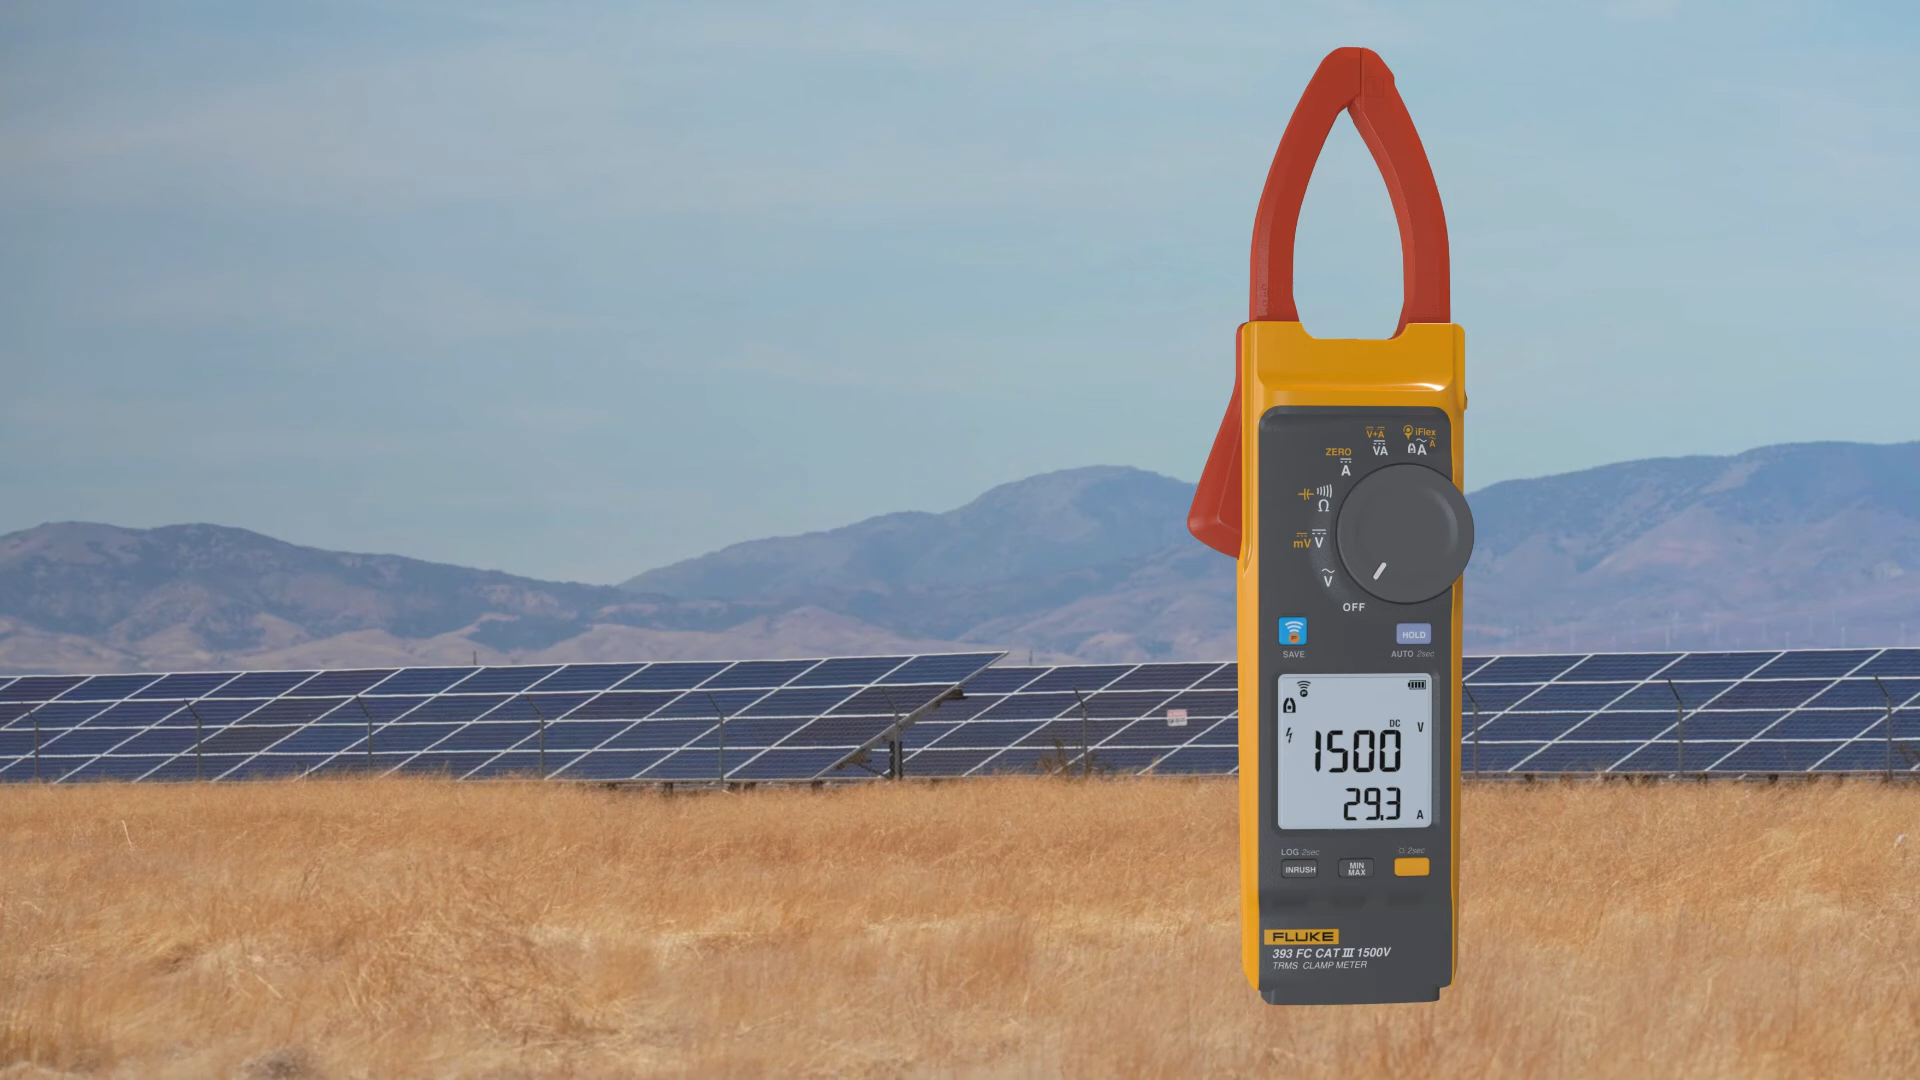 V+A
iFlex
VA
A
A
ZERO
A
Ω
mV V
V
OFF
HOLD
SAVE
AUTO 2sec
DC
V
1500
29.3
A
LOG 2sec
2sec
INRUSH
MIN
MAX
FLUKE
393 FC CAT III 1500V
TRMS CLAMP METER